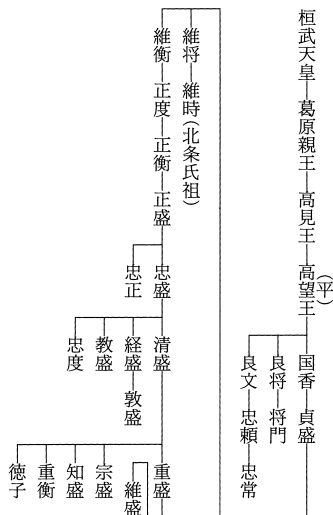 桓武天皇―葛原親王―高見王―高望王
(平)
国香―貞盛
良将―将門
良文―忠頼―忠常
維将―維時(北条氏祖)
維衡―正度―正衡―正盛
忠盛
忠正
清盛
経盛―敦盛
教盛
忠度
重盛
維盛
宗盛
知盛
重衡
徳子